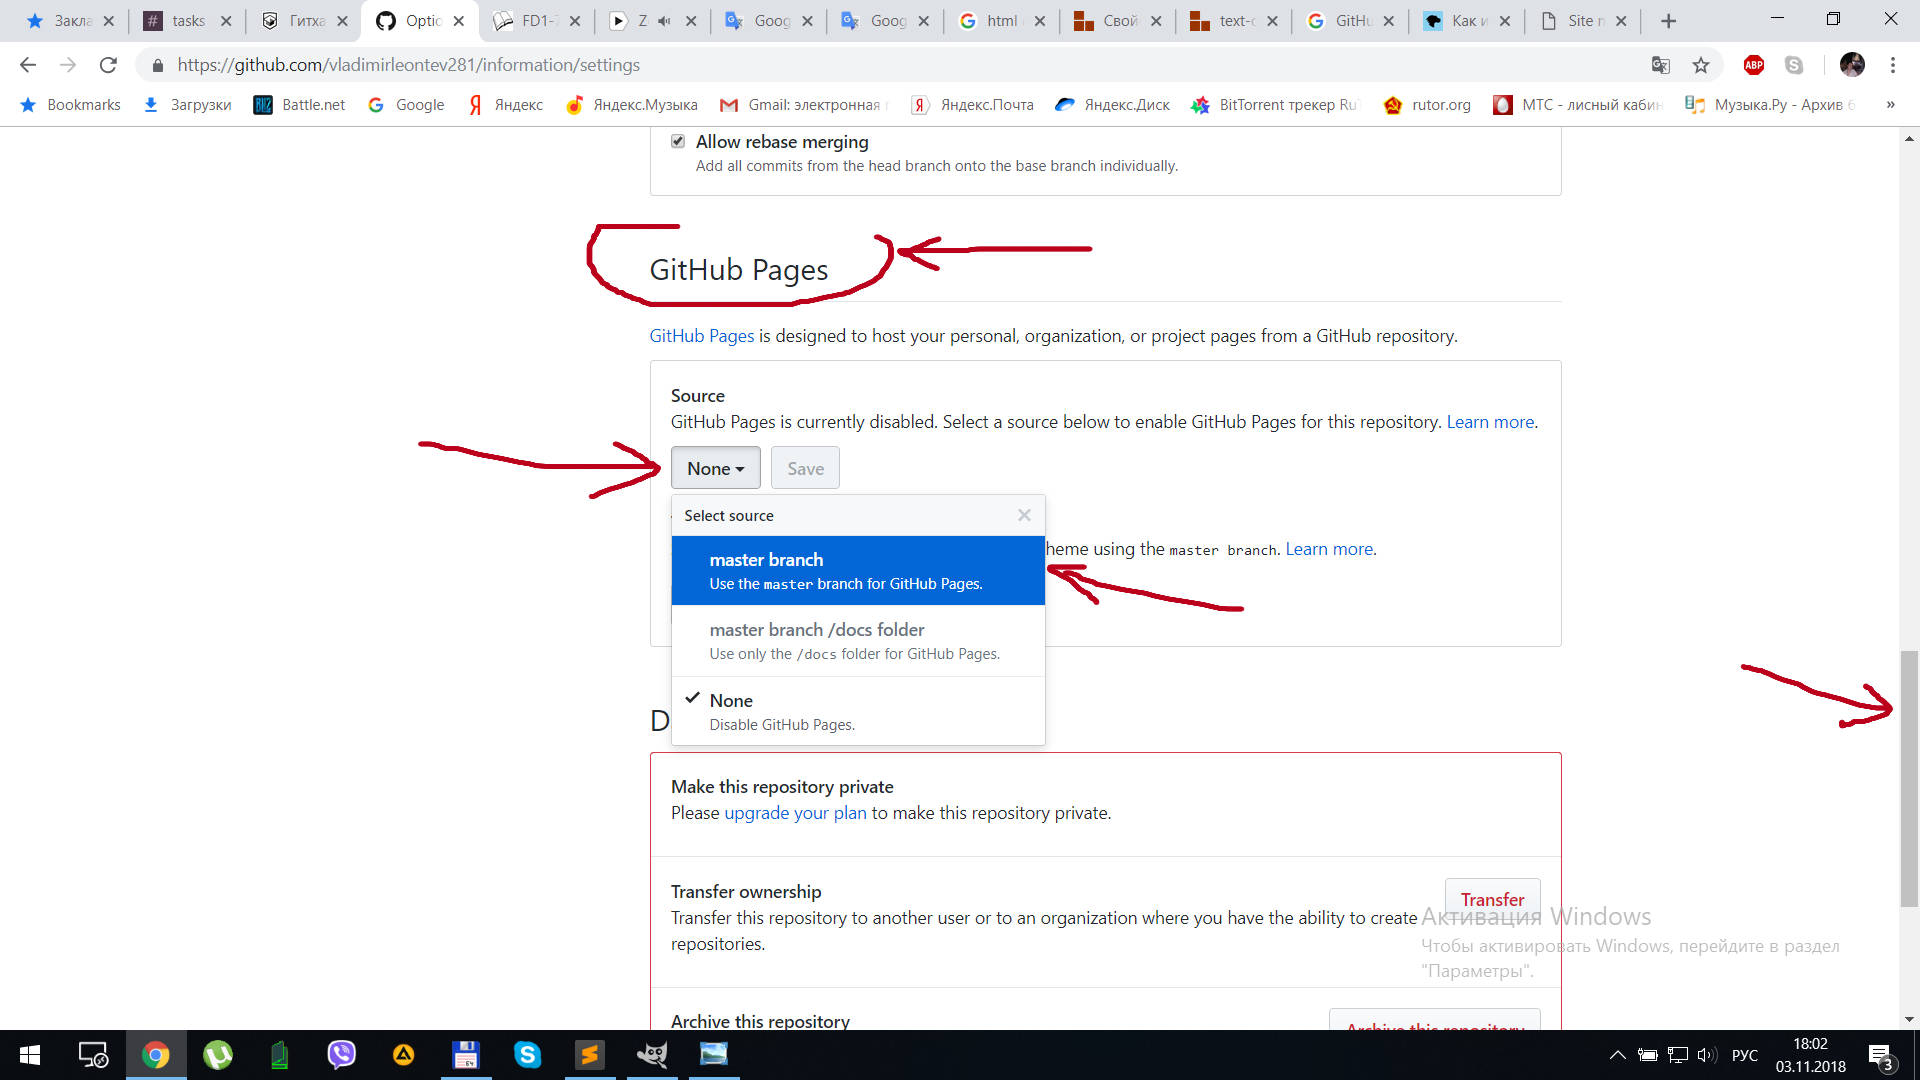 Закла
tasks
Гитха
Optio
FD1-
Z
Goog
Goog
html
Свой
text-c
GitHu
Как и
Site n
https://github.com/vladimirleontev281/information/settings
Bookmarks
Загрузки
Battle.net
Google
Яндекс
Яндекс.Музыка
Gmail: электронная
Яндекс.Почта
Яндекс.Диск
BitTorrent трекер Ru
rutor.org
МТС - лисный кабин
Музыка.Ру - Архив б
»
Allow rebase merging
Add all commits from the head branch onto the base branch individually.
GitHub Pages
GitHub Pages is designed to host your personal, organization, or project pages from a GitHub repository.
Source
GitHub Pages is currently disabled. Select a source below to enable GitHub Pages for this repository. Learn more.
None
Save
Select source
master branch
Use the master branch for GitHub Pages.
heme using the master branch. Learn more.
master branch /docs folder
Use only the /docs folder for GitHub Pages.
None
Disable GitHub Pages.
D
Make this repository private
Please upgrade your plan to make this repository private.
Transfer ownership
Transfer
Transfer this repository to another user or to an organization where you have the ability to create
repositories.
Активация Windows
Чтобы активировать Windows, перейдите в раздел
"Параметры".
Archive this repository
Archive this repository
РУС
18:02
03.11.2018
3